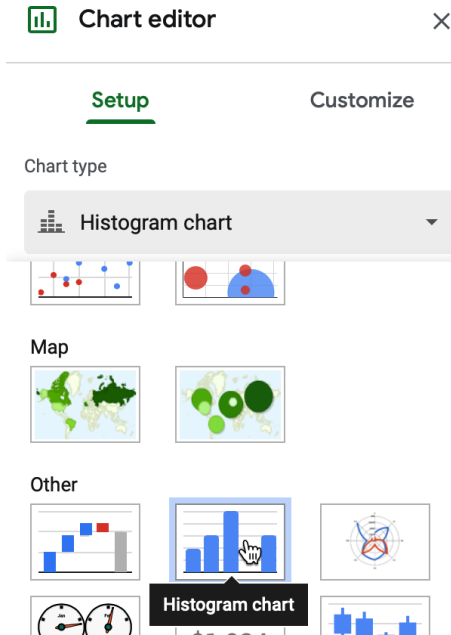 Chart editor
Setup
Customize
Chart type
Histogram chart
Map
Other
Histogram chart